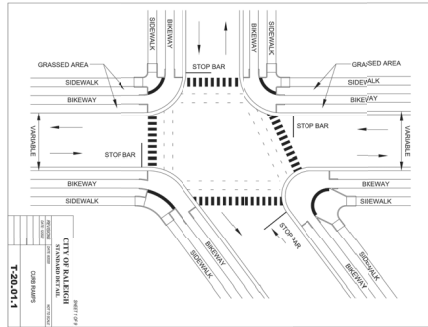 SIDEWALK
BIKEWAY
BIKEWAY
SIDEWALK
STOP BAR
GRASSED AREA
SIDEWALK
BIKEWAY
VARIABLE
STOP BAR
BIKEWAY
SIDEWALK
GRASSED AREA
SIDEWALK
BIKEWAY
STOP BAR
VARIABLE
BIKEWAY
SIDEWALK
STOP BAR
BIKEWAY
SIDEWALK
BIKEWAY
SIDEWALK
CITY OF RALEIGH
STANDARD DETAIL
CURB RAMPS
T-20.01.1